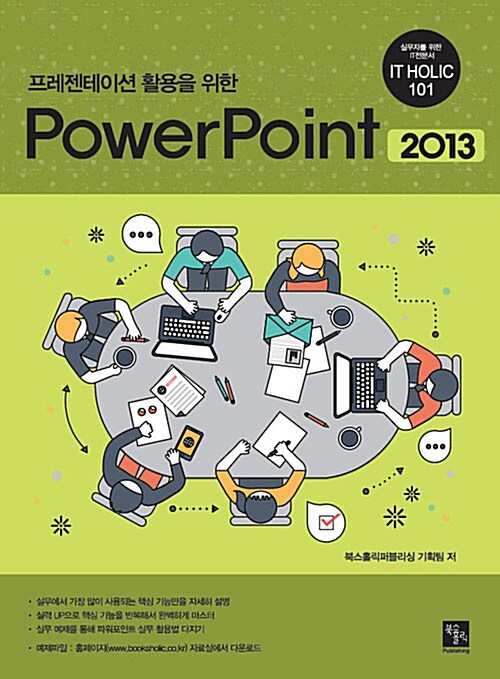 실무자를 위한
IT전문서
IT HOLIC
101
프레젠테이션 활용을 위한
PowerPoint 2013
북스홀릭퍼블리싱 기획팀 저
• 실무에서 가장 많이 사용되는 핵심 기능만을 자세히 설명
• 실력 UP으로 핵심 기능을 반복해서 완벽하게 마스터
• 실무 예제를 통해 파워포인트 실무 활용법 다지기
• 예제파일 : 홈페이지(www.booksholic.co.kr) 자료실에서 다운로드
북스
홀릭
Publishing